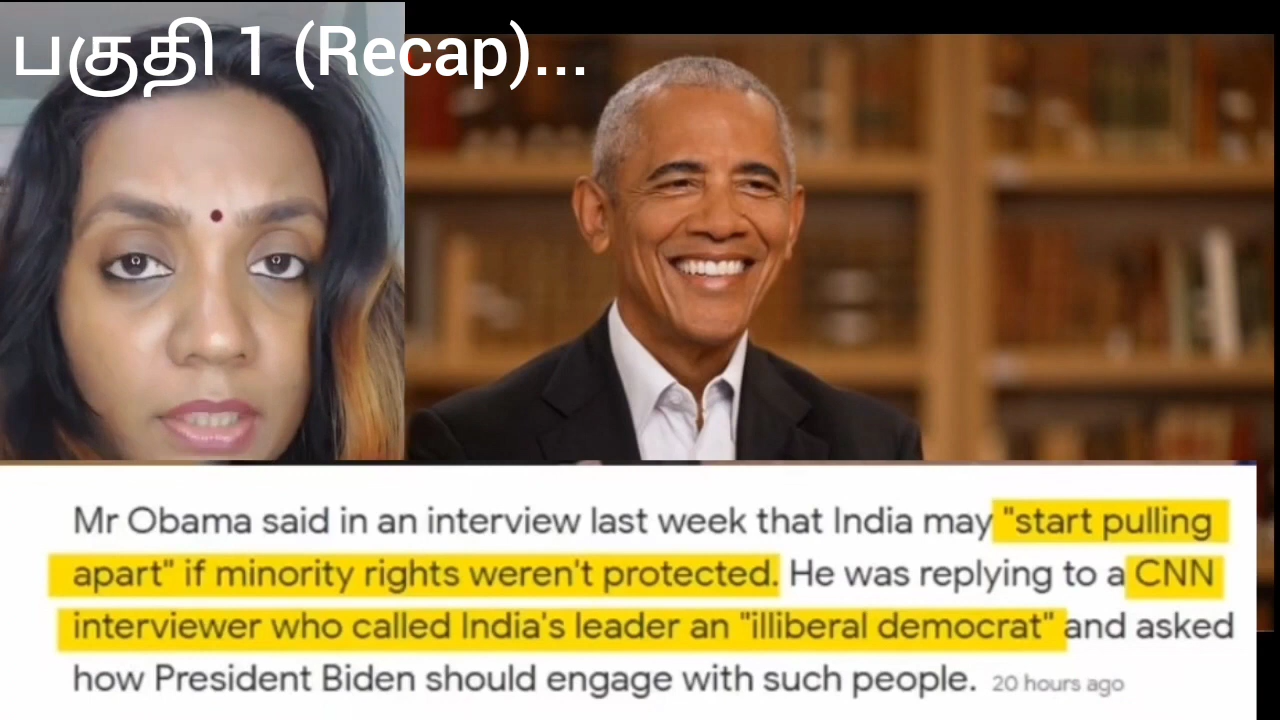 பகுதி 1 (Recap)...
Mr Obama said in an interview last week that India may "start pulling
apart" if minority rights weren't protected. He was replying to a CNN
interviewer who called India's leader an "illiberal democrat" and asked
how President Biden should engage with such people. 20 hours ago